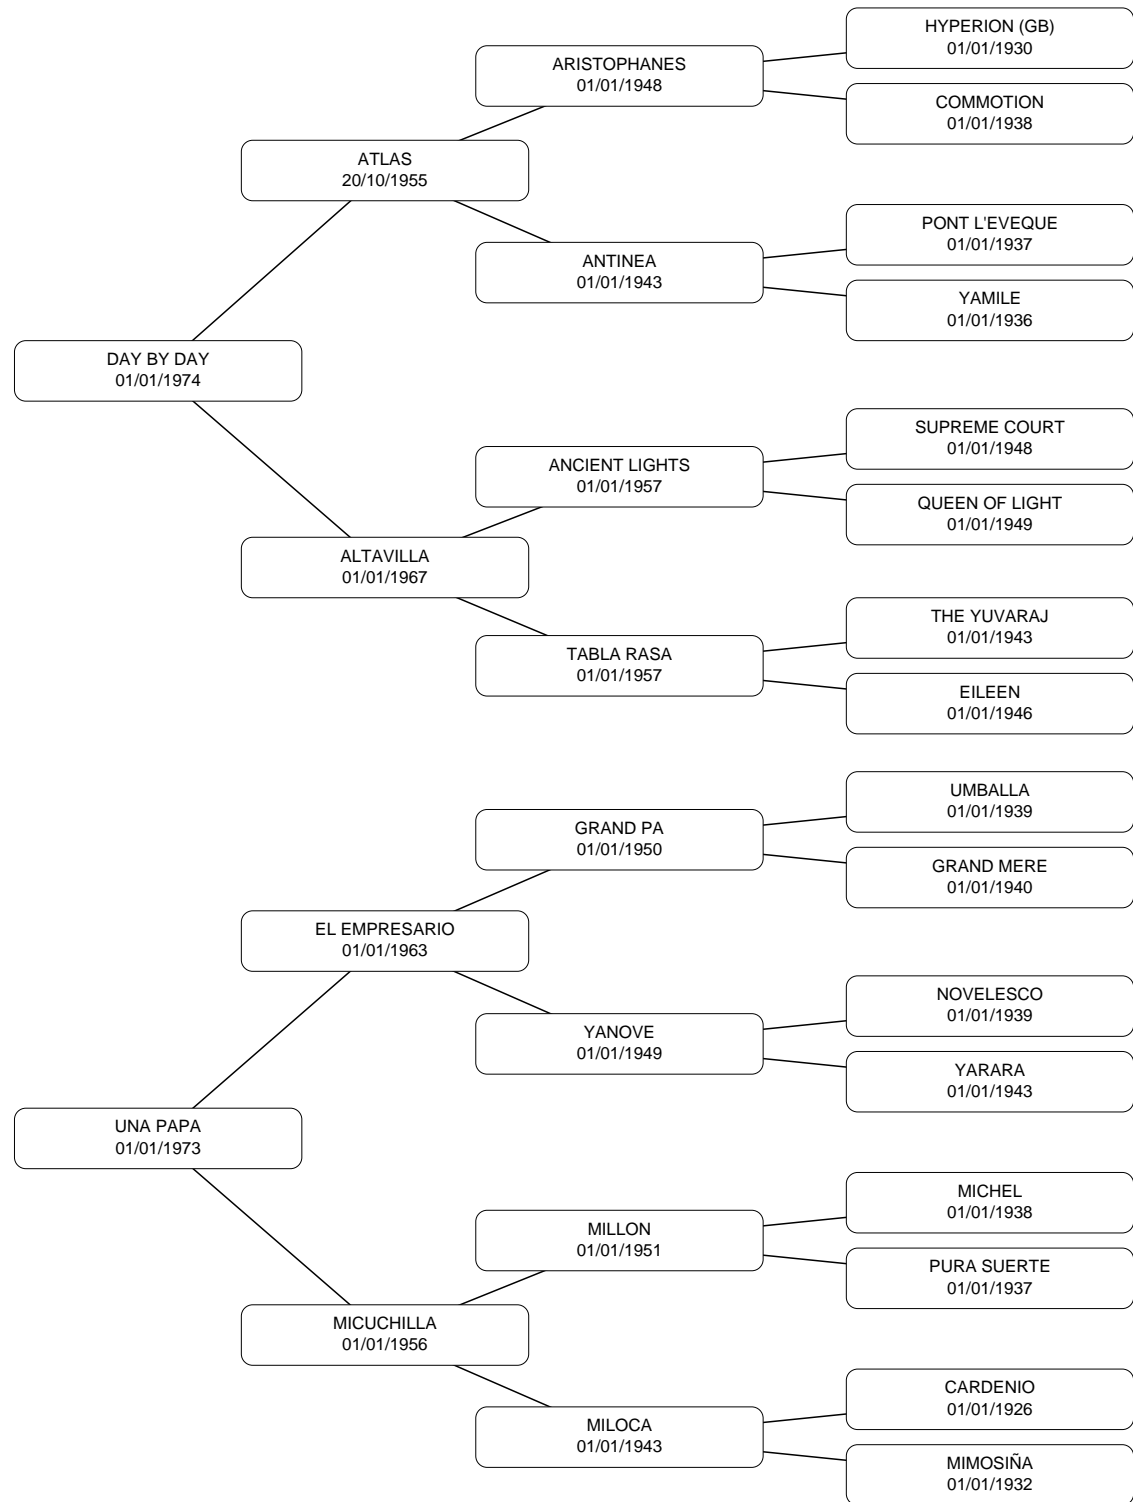 HYPERION (GB)
01/01/1930
ARISTOPHANES
01/01/1948
COMMOTION
01/01/1938
ATLAS
20/10/1955
PONT L'EVEQUE
01/01/1937
ANTINEA
01/01/1943
YAMILE
01/01/1936
DAY BY DAY
01/01/1974
SUPREME COURT
01/01/1948
ANCIENT LIGHTS
01/01/1957
QUEEN OF LIGHT
01/01/1949
ALTAVILLA
01/01/1967
THE YUVARAJ
01/01/1943
TABLA RASA
01/01/1957
EILEEN
01/01/1946
UMBALLA
01/01/1939
GRAND PA
01/01/1950
GRAND MERE
01/01/1940
EL EMPRESARIO
01/01/1963
NOVELESCO
01/01/1939
YANOVE
01/01/1949
YARARA
01/01/1943
UNA PAPA
01/01/1973
MICHEL
01/01/1938
MILLON
01/01/1951
PURA SUERTE
01/01/1937
MICUCHILLA
01/01/1956
CARDENIO
01/01/1926
MILOCA
01/01/1943
MIMOSIÑA
01/01/1932